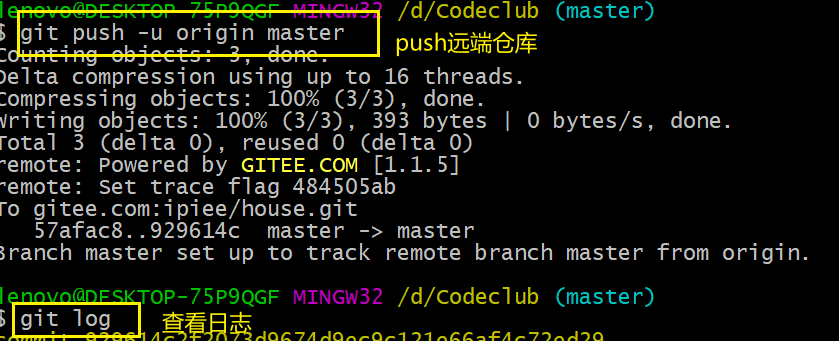 lenovo@DESKTOP-75P9QGF MINGW32 /d/Codeclub (master)
$ git push -u origin master push远端仓库
Counting objects: 3, done.
Delta compression using up to 16 threads.
Compressing objects: 100% (3/3), done.
Writing objects: 100% (3/3), 393 bytes | 0 bytes/s, done.
Total 3 (delta 0), reused 0 (delta 0)
remote: Powered by GITEE.COM [1.1.5]
remote: Set trace flag 484505ab
To gitee.com:ipiee/house.git
57afac8..929614c master -> master
Branch master set up to track remote branch master from origin.
lenovo@DESKTOP-75P9QGF MINGW32 /d/Codeclub (master)
$ git log 查看日志
commit